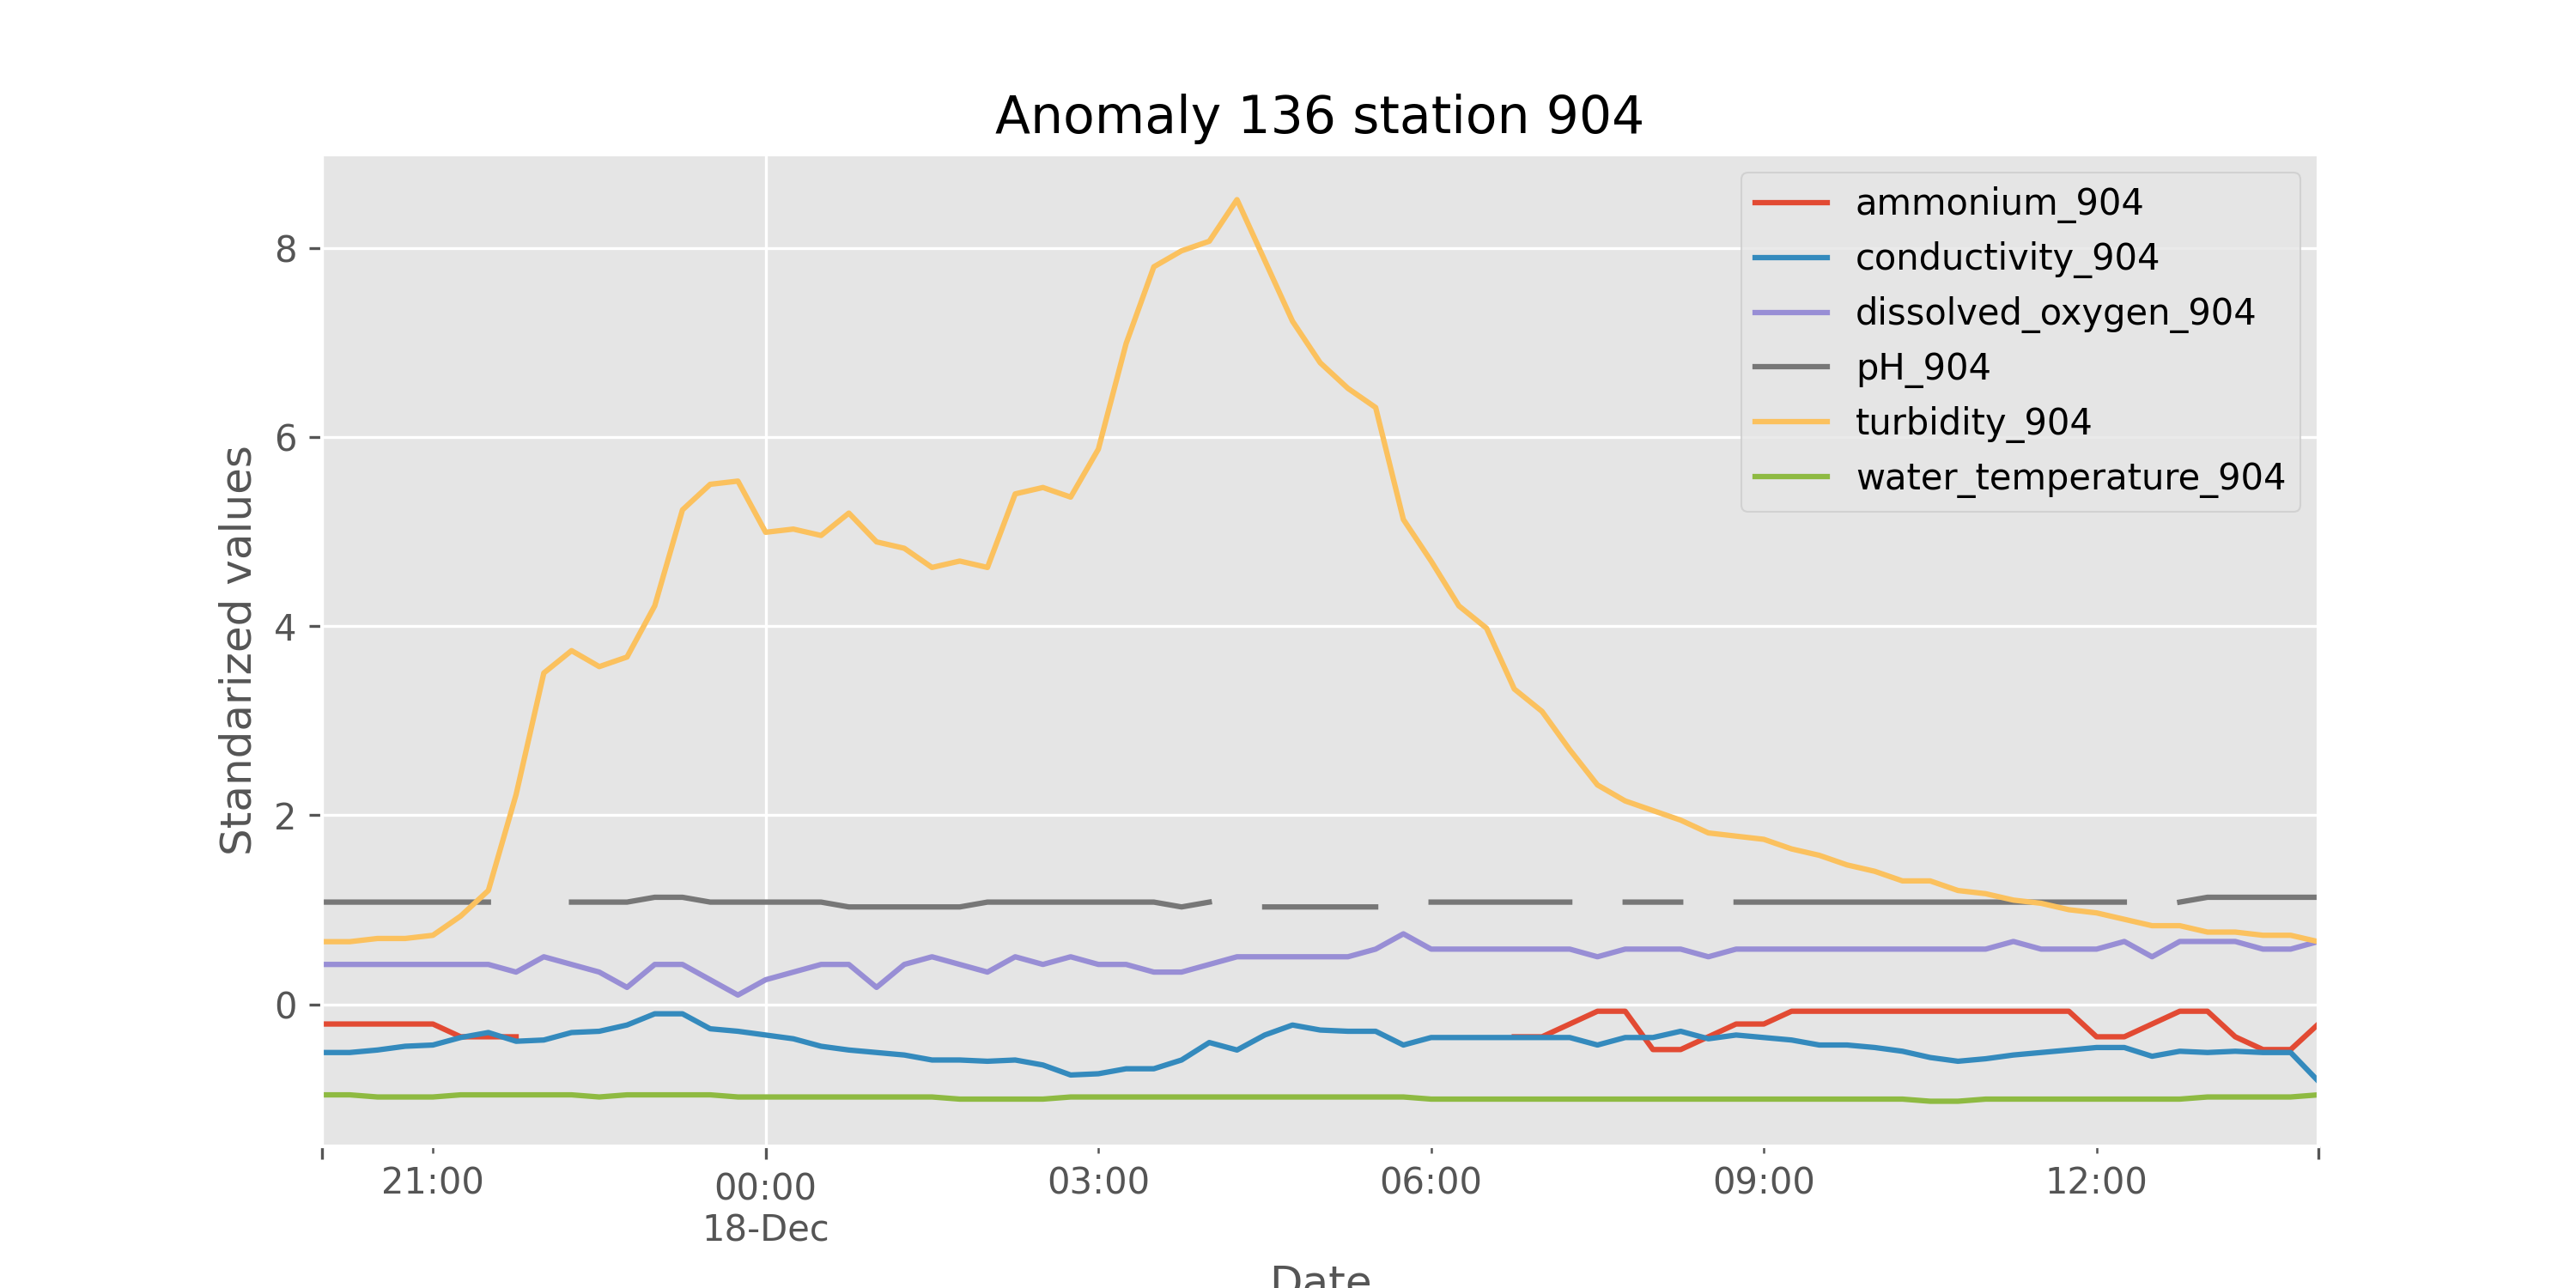 Anomaly 136 station 904
ammonium_904
conductivity_904
dissolved_oxygen_904
pH_904
turbidity_904
water_temperature_904
Standarized values
8
6
4
2
0
21:00
00:00
18-Dec
03:00
06:00
09:00
12:00
Date